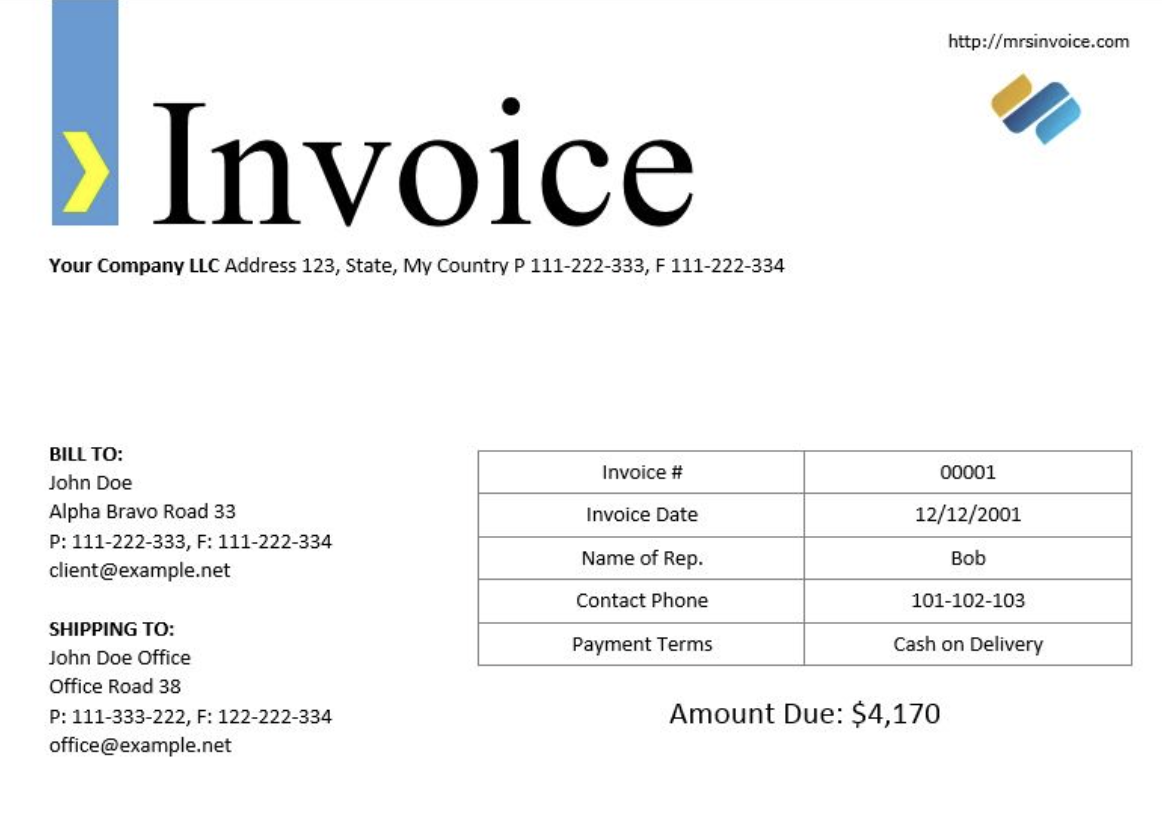 http://mrsinvoice.com
Invoice
Your Company LLC Address 123, State, My Country P 111-222-333, F 111-222-334
BILL TO:
John Doe
Alpha Bravo Road 33
P: 111-222-333, F: 111-222-334
client@example.net
SHIPPING TO:
John Doe Office
Office Road 38
P: 111-333-222, F: 122-222-334
office@example.net
Invoice # 00001
Invoice Date 12/12/2001
Name of Rep. Bob
Contact Phone 101-102-103
Payment Terms Cash on Delivery
Amount Due: $4,170